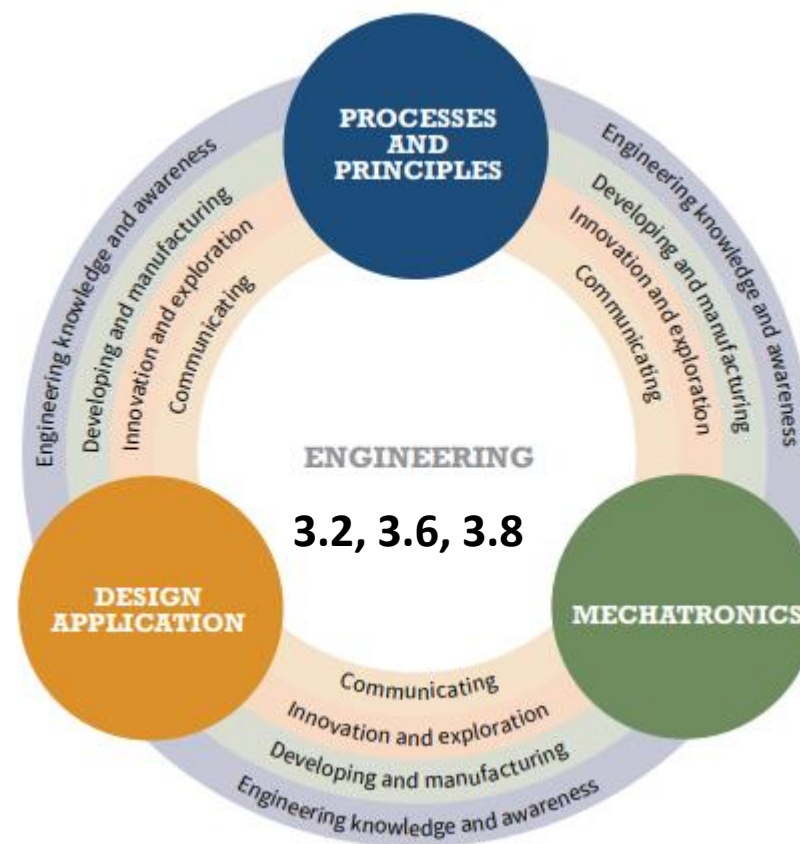 PROCESSES
AND
PRINCIPLES
Engineering knowledge and awareness
Developing and manufacturing
Innovation and exploration
Communicating
Engineering knowledge and awareness
Developing and manufacturing
Innovation and exploration
Communicating
ENGINEERING
3.2, 3.6, 3.8
DESIGN
APPLICATION
MECHATRONICS
Communicating
Innovation and exploration
Developing and manufacturing
Engineering knowledge and awareness